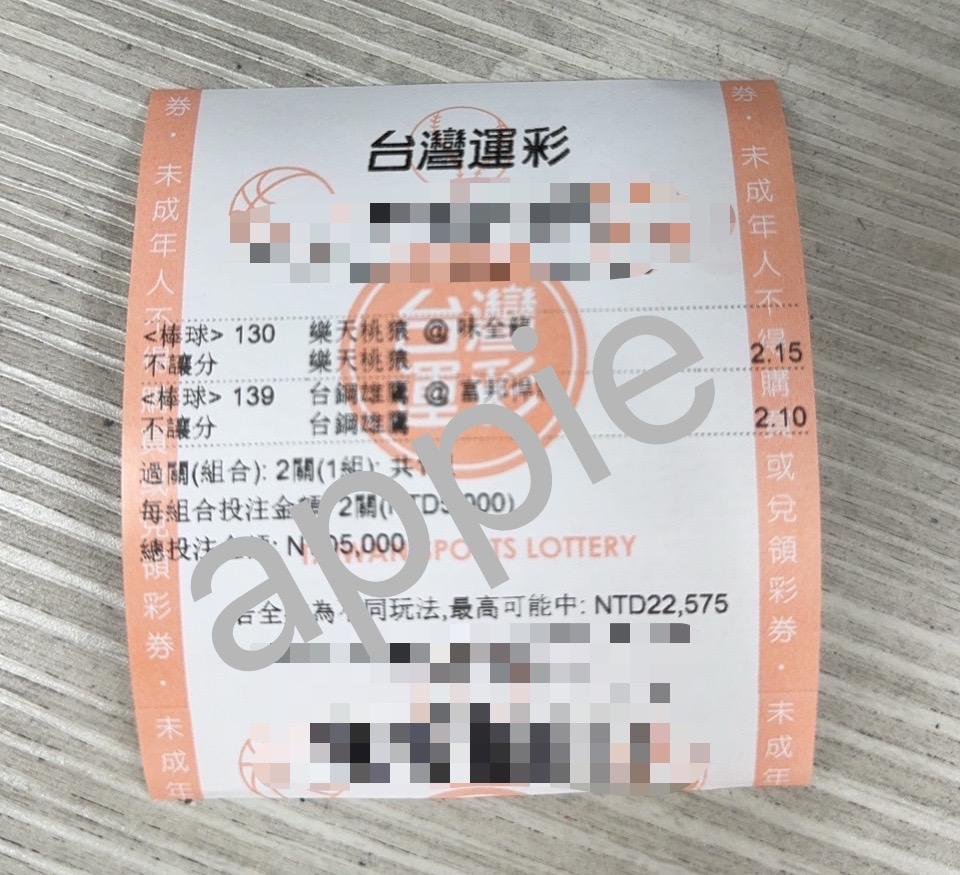 台灣運彩
<棒球> 130 樂天桃猿 @ 味全龍
不讓分 樂天桃猿 2.15
<棒球> 139 台鋼雄鷹 @ 富邦悍
不讓分 台鋼雄鷹 2.10
過關(組合): 2關(1組); 共1
每組合投注金額: 2關(NTD5,000)
總投注金額: NTD5,000
TAIWAN SPORTS LOTTERY
全 為 同玩法,最高可能中: NTD22,575
appie
券·未成年人不得購 或兌領彩券·未成年
券·未成年人不得購 或兌領彩券·未成年
台灣運彩